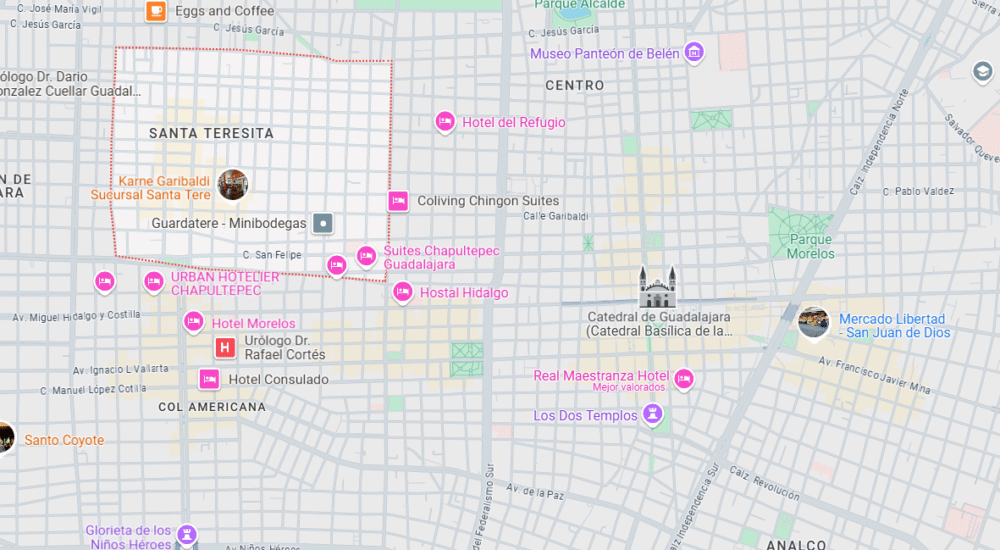 C. José María Vigil
Eggs and Coffee
Parque Alcalde
C. Jesús García
C. Jesús García
C. Jesús García
Museo Panteón de Belén
ólogo Dr. Dario
onzalez Cuellar Guadal...
CENTRO
Calz. Independencia Norte
Salvador Queve
SANTA TERESITA
Hotel del Refugio
N DE
ARA
Karne Garibaldi
Sucursal Santa Tere
C. Pablo Valdez
Coliving Chingon Suites
Calle Garibaldi
Guardatere - Minibodegas
Parque
Morelos
C. San Felipe
Suites Chapultepec
Guadalajara
URBAN HOTELIER
CHAPULTEPEC
Hostal Hidalgo
Av. Miguel Hidalgo y Costilla
Hotel Morelos
Catedral de Guadalajara
(Catedral Basílica de la...
Mercado Libertad
- San Juan de Dios
H
Urólogo Dr.
Rafael Cortés
Av. Ignacio L Vallarta
Av. Francisco Javier Mina
Hotel Consulado
Real Maestranza Hotel
Mejor valorados.
C. Manuel López Cotilla
COL AMERICANA
Los Dos Templos
Santo Coyote
Calz. Independencia Sur
Calz. Revolución
del Federalismo Sur
Av. de la Paz
Glorieta de los
Niños Héroes
Av Niños Héroes
ANALCO